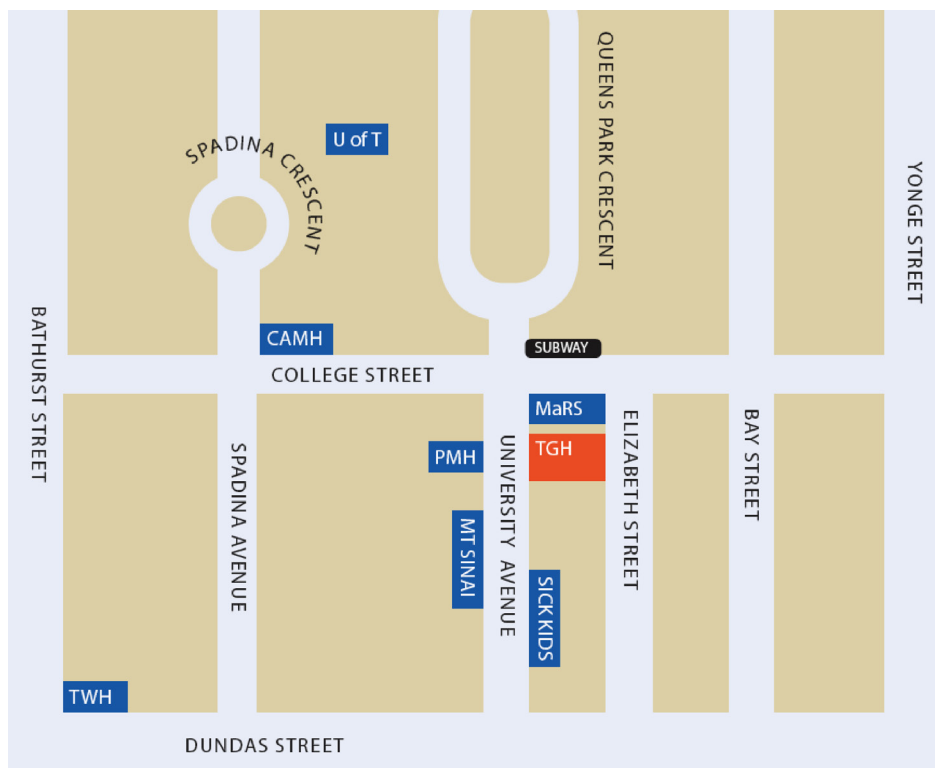 QUEENS PARK CRESCENT
U of T
SPADINA CRESCENT
YONGE STREET
BATHURST STREET
CAMH
SUBWAY
COLLEGE STREET
MaRS
ELIZABETH STREET
BAY STREET
TGH
UNIVERSITY AVENUE
PMH
SPADINA AVENUE
MT SINAI
SICK KIDS
TWH
DUNDAS STREET